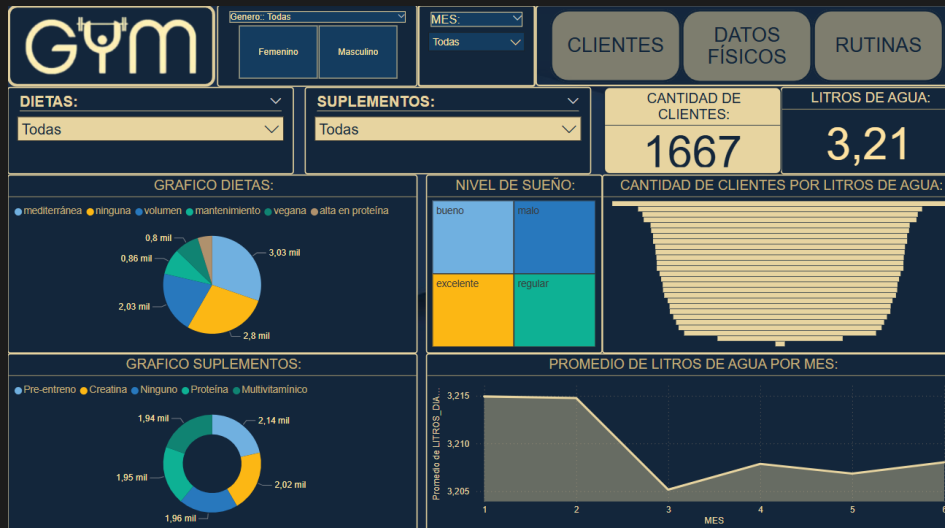 GYM
Genero:: Todas
Femenino
Masculino
MES:
Todas
CLIENTES
DATOS
FÍSICOS
RUTINAS
DIETAS:
Todas
SUPLEMENTOS:
Todas
CANTIDAD DE
CLIENTES:
1667
LITROS DE AGUA:
3,21
GRAFICO DIETAS:
mediterránea ninguna volumen mantenimiento vegana alta en proteína
0,8 mil
0,86 mil
3,03 mil
2,03 mil
2,8 mil
NIVEL DE SUEÑO:
bueno
malo
excelente
regular
CANTIDAD DE CLIENTES POR LITROS DE AGUA:
GRAFICO SUPLEMENTOS:
Pre-entreno Creatina Ninguno Proteína Multivitamínico
1,94 mil
2,14 mil
1,95 mil
2,02 mil
1,96 mil
PROMEDIO DE LITROS DE AGUA POR MES:
Promedio de LITROS_DIA...
3,215
3,210
3,205
1 2 3 4 5 6
MES